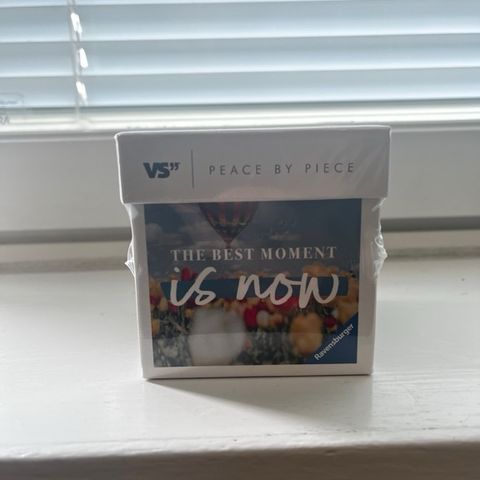 VS” PEACE BY PIECE
THE BEST MOMENT
is now
Ravensburger